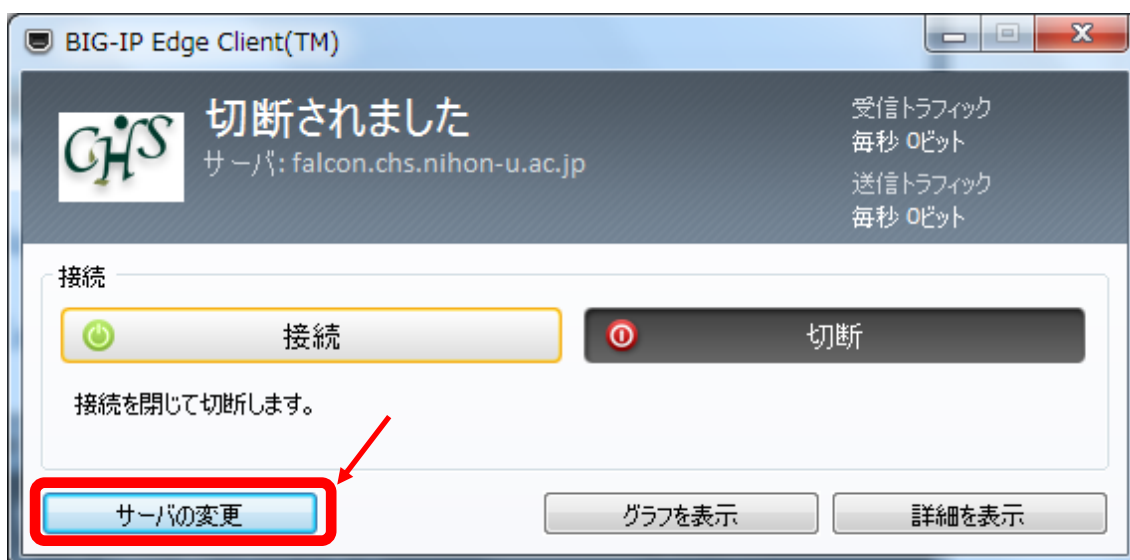 BIG-IP Edge Client(TM)
CHS
切断されました
サーバ: falcon.chs.nihon-u.ac.jp
受信トラフィック
毎秒 0ビット
送信トラフィック
毎秒 0ビット
接続
接続
切断
接続を閉じて切断します。
サーバの変更
グラフを表示
詳細を表示